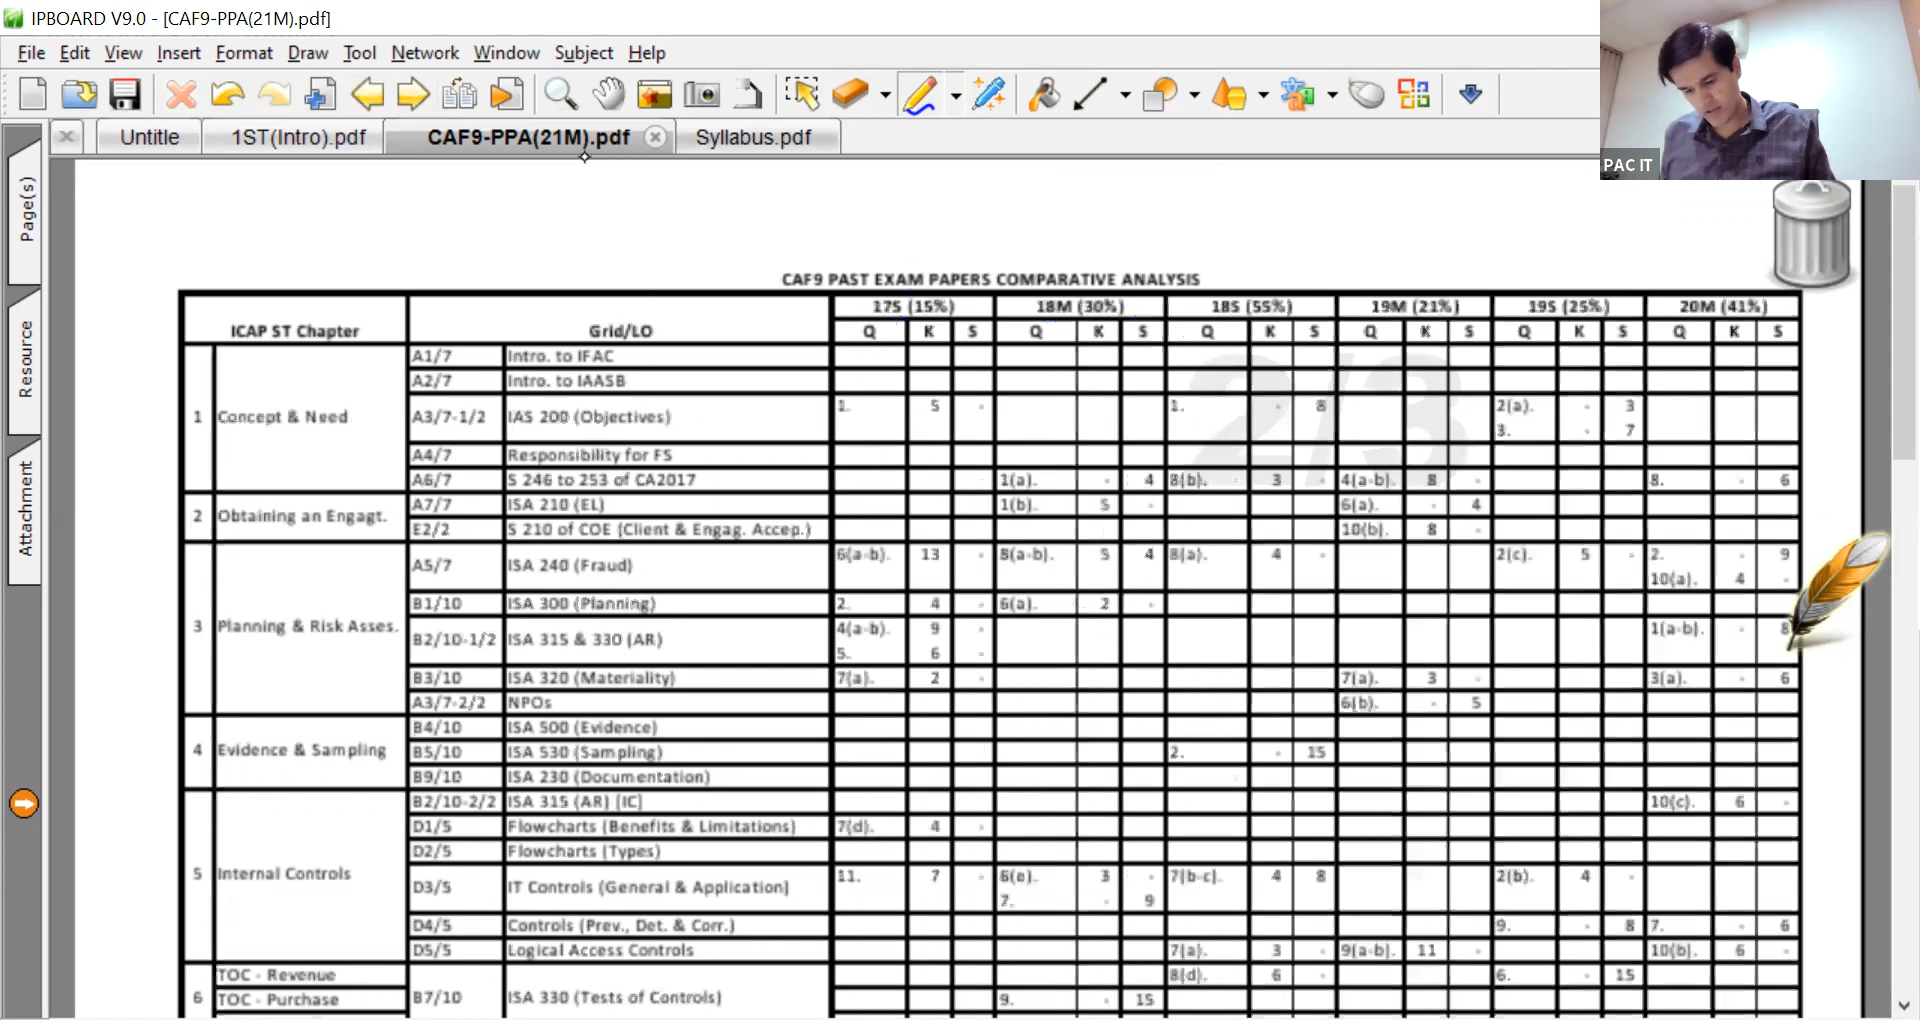 IPBOARD V9.0 - [CAF9-PPA(21M).pdf]
File Edit View Insert Format Draw Tool Network Window Subject Help
Untitle 1ST(Intro).pdf CAF9-PPA(21M).pdf Syllabus.pdf
PAC IT
Page(s)
Resource
Attachment
2/3
CAF9 PAST EXAM PAPERS COMPARATIVE ANALYSIS
ICAP ST Chapter Grid/LO 17S (15%) 18M (30%) 18S (55%) 19M (21%) 19S (25%) 20M (41%)
Q K S Q K S Q K S Q K S Q K S Q K S
1 Concept & Need
A1/7 Intro. to IFAC
A2/7 Intro. to IAASB
A3/7-1/2 IAS 200 (Objectives) 1. 5 - 1. - 8 2(a). - 3
3. - 7
A4/7 Responsibility for FS
A6/7 S 246 to 253 of CA2017 1(a). - 4 8(b). 3 - 4(a-b). 8 - 8. - 6
2 Obtaining an Engagt.
A7/7 ISA 210 (EL) 1(b). 5 - 6(a). - 4
E2/2 S 210 of COE (Client & Engag. Accep.) 10(b). 8 -
3 Planning & Risk Asses.
A5/7 ISA 240 (Fraud) 6(a-b). 13 - 8(a-b). 5 4 8(a). 4 - 2(c). 5 - 2. - 9
10(a). 4 -
B1/10 ISA 300 (Planning) 2. 4 - 6(a). 2 -
B2/10-1/2 ISA 315 & 330 (AR) 4(a-b). 9 - 1(a-b). - 8
5. 6 -
B3/10 ISA 320 (Materiality) 7(a). 2 - 7(a). 3 - 3(a). - 6
A3/7-2/2 NPOs 6(b). - 5
4 Evidence & Sampling
B4/10 ISA 500 (Evidence)
B5/10 ISA 530 (Sampling) 2. - 15
B9/10 ISA 230 (Documentation)
5 Internal Controls
B2/10-2/2 ISA 315 (AR) [IC] 10(c). 6 -
D1/5 Flowcharts (Benefits & Limitations) 7(d). 4 -
D2/5 Flowcharts (Types)
D3/5 IT Controls (General & Application) 11. 7 - 3 - 7(b-c). 4 8 2(b). 4 -
7. - 9
D4/5 Controls (Prev., Det. & Corr.) 9. - 8 7. - 6
D5/5 Logical Access Controls 7(a). 3 - 9(a-b). 11 - 10(b). 6 -
6 TOC - Revenue 8(d). 6 - 6. - 15
TOC - Purchase B7/10 ISA 330 (Tests of Controls) 9. - 15